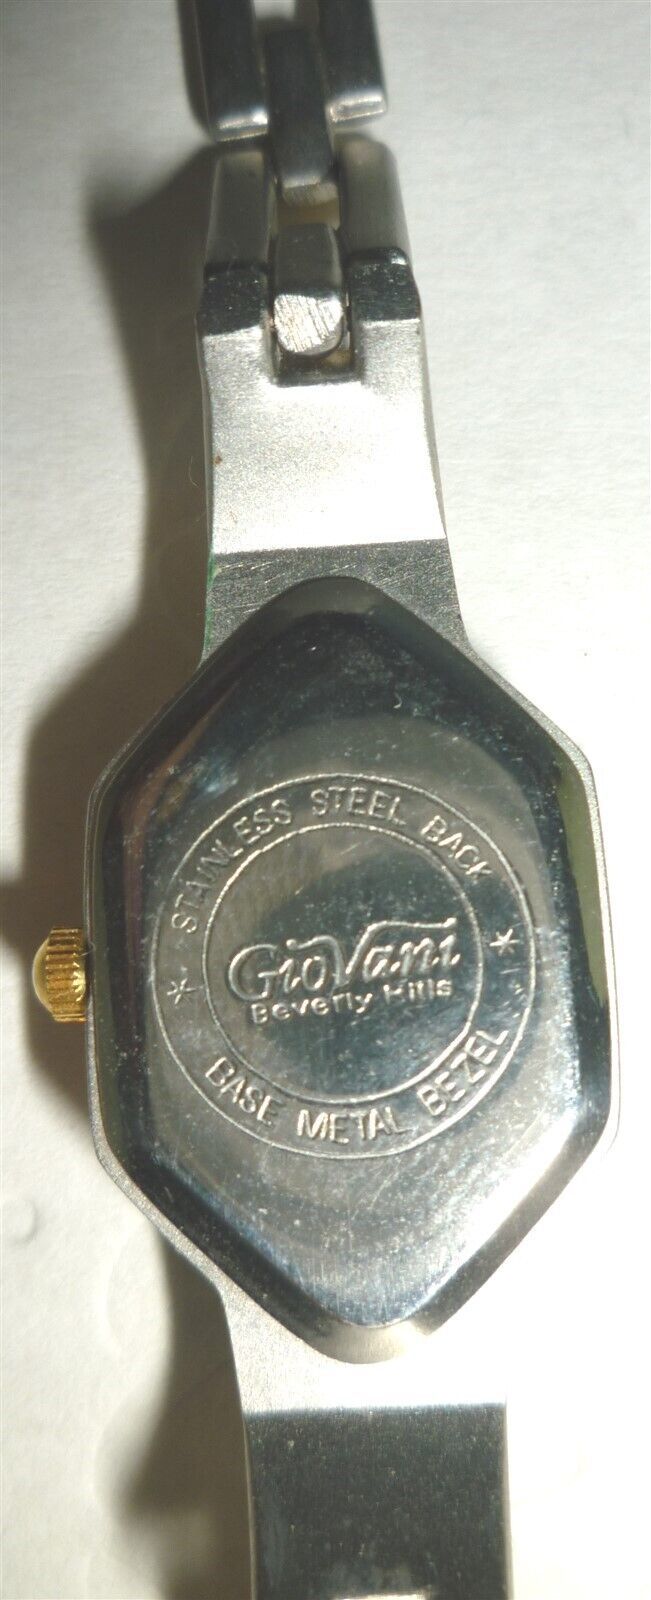 STAINLESS STEEL BACK
GioVani
Beverly Hills
BASE METAL BEZEL